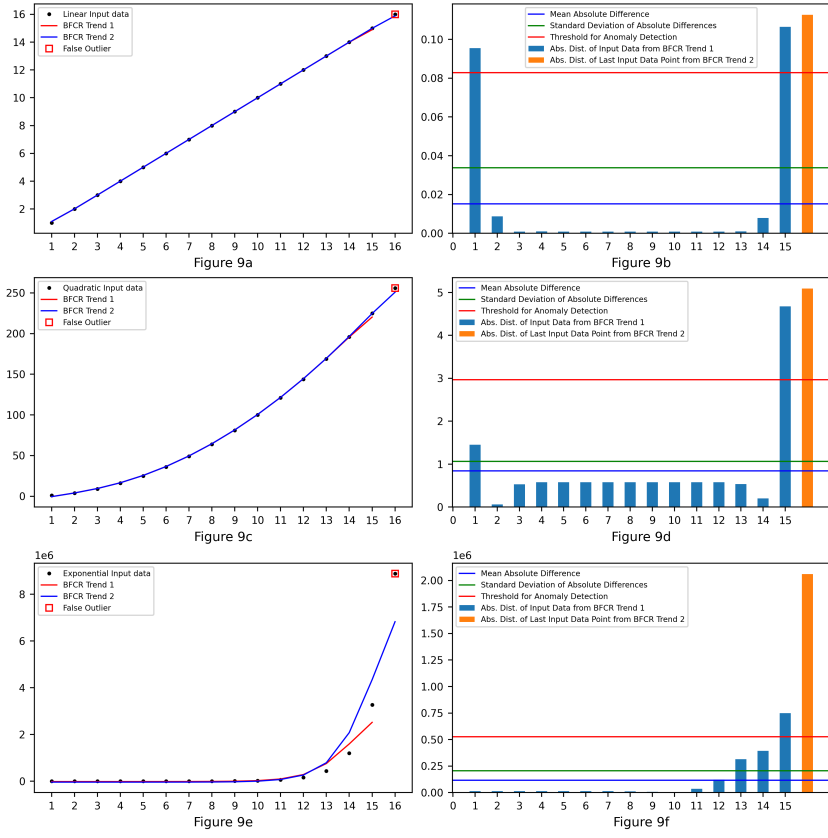 Linear Input data
BFCR Trend 1
BFCR Trend 2
False Outlier
16
14
12
10
8
6
4
2
1 2 3 4 5 6 7 8 9 10 11 12 13 14 15 16
Figure 9a
Mean Absolute Difference
Standard Deviation of Absolute Differences
Threshold for Anomaly Detection
Abs. Dist. of Input Data from BFCR Trend 1
Abs. Dist. of Last Input Data Point from BFCR Trend 2
0.10
0.08
0.06
0.04
0.02
0.00
0 1 2 3 4 5 6 7 8 9 10 11 12 13 14 15
Figure 9b
Quadratic Input data
BFCR Trend 1
BFCR Trend 2
False Outlier
250
200
150
100
50
0
1 2 3 4 5 6 7 8 9 10 11 12 13 14 15 16
Figure 9c
Mean Absolute Difference
Standard Deviation of Absolute Differences
Threshold for Anomaly Detection
Abs. Dist. of Input Data from BFCR Trend 1
Abs. Dist. of Last Input Data Point from BFCR Trend 2
5
4
3
2
1
0
0 1 2 3 4 5 6 7 8 9 10 11 12 13 14 15
Figure 9d
1e6
Exponential Input data
BFCR Trend 1
BFCR Trend 2
False Outlier
8
6
4
2
0
1 2 3 4 5 6 7 8 9 10 11 12 13 14 15 16
Figure 9e
1e6
Mean Absolute Difference
Standard Deviation of Absolute Differences
Threshold for Anomaly Detection
Abs. Dist. of Input Data from BFCR Trend 1
Abs. Dist. of Last Input Data Point from BFCR Trend 2
2.00
1.75
1.50
1.25
1.00
0.75
0.50
0.25
0.00
0 1 2 3 4 5 6 7 8 9 10 11 12 13 14 15
Figure 9f